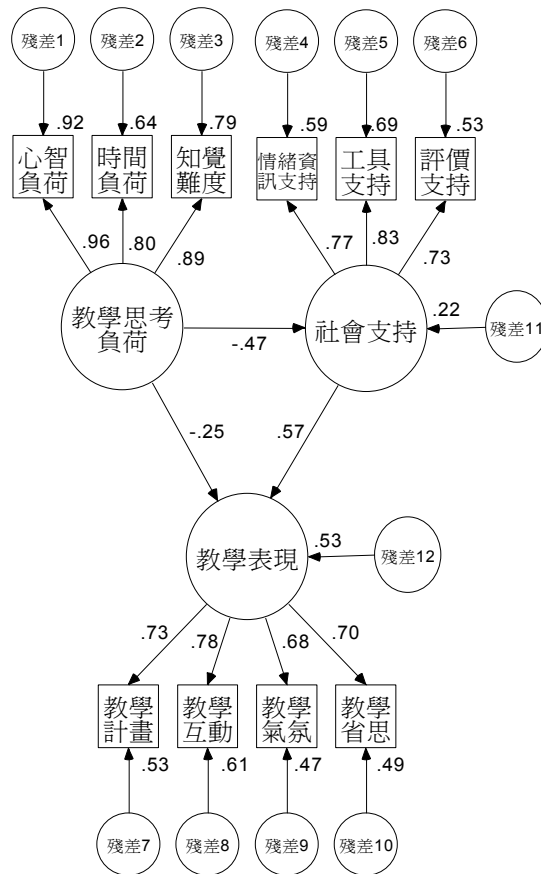 殘差1
殘差2
殘差3
殘差4
殘差5
殘差6
.92
.64
.79
.59
.69
.53
心智
負荷
時間
負荷
知覺
難度
情緒資
訊支持
工具
支持
評價
支持
.96
.80
.89
.77
.83
.73
教學思考
負荷
-.47
社會支持
.22
殘差11
-.25
.57
教學表現
.53
殘差12
.73
.78
.68
.70
教學
計畫
教學
互動
教學
氣氛
教學
省思
.53
.61
.47
.49
殘差7
殘差8
殘差9
殘差10